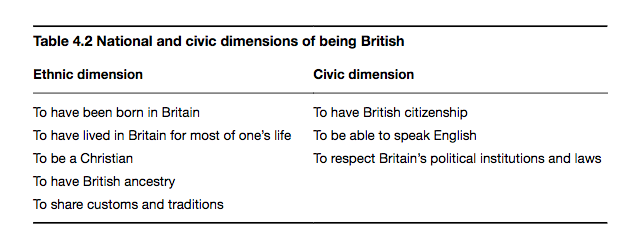 Table 4.2 National and civic dimensions of being British
Ethnic dimension Civic dimension
To have been born in Britain To have British citizenship
To have lived in Britain for most of one's life To be able to speak English
To be a Christian To respect Britain's political institutions and laws
To have British ancestry
To share customs and traditions